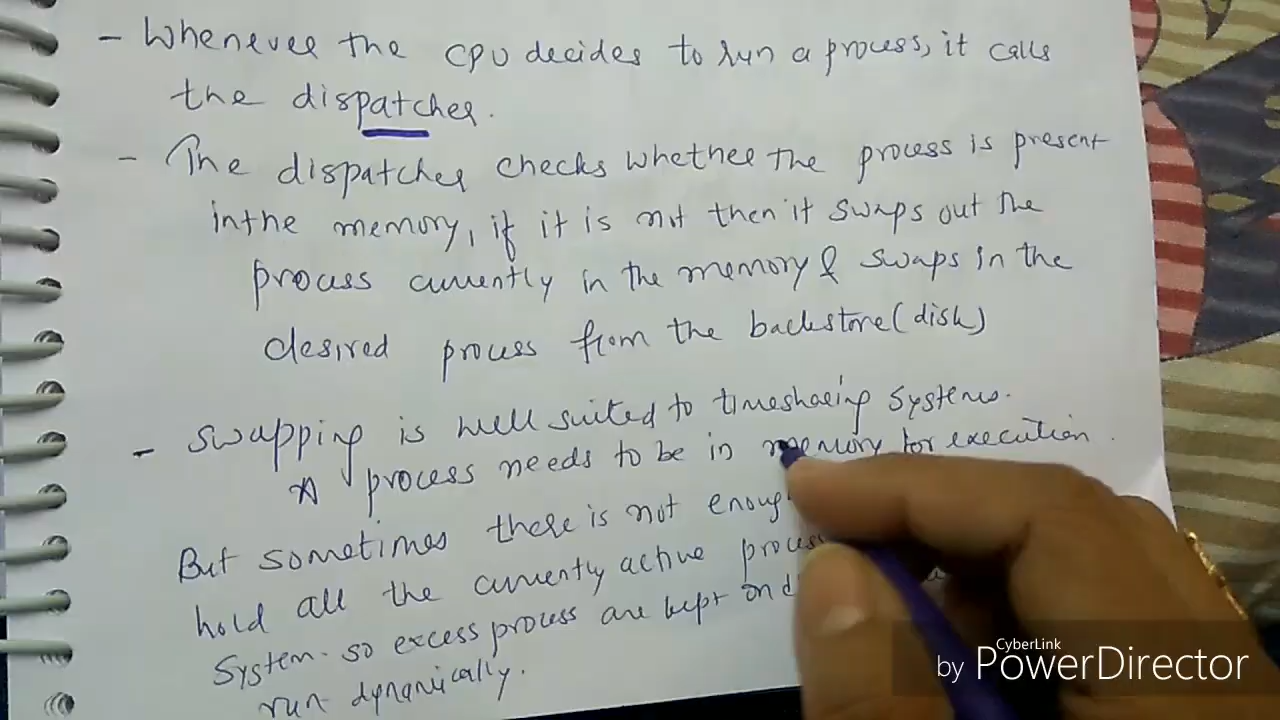 - Whenever the CPU decides to run a process, it calls
the dispatcher.
- The dispatcher checks whether the process is present
in the memory, if it is not then it swaps out the
process currently in the memory & swaps in the
desired process from the backstore (disk)
- Swapping is well suited to timesharing systems.
A process needs to be in memory for execution.
But sometimes there is not enough
hold all the currently active process
System. so excess process are kept on
run dynamically.
CyberLink
by PowerDirector